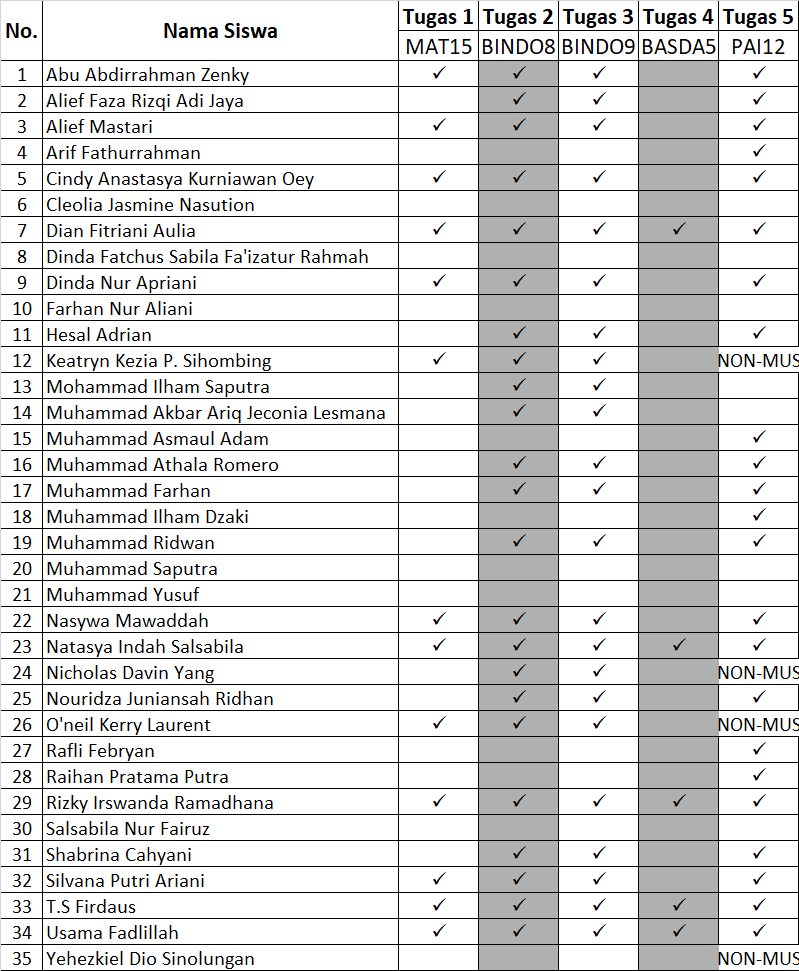 No. Nama Siswa Tugas 1 Tugas 2 Tugas 3 Tugas 4 Tugas 5
MAT15 BINDO8 BINDO9 BASDA5 PAI12
1 Abu Abdirrahman Zenky ✓ ✓ ✓ ✓
2 Alief Faza Rizqi Adi Jaya ✓ ✓ ✓
3 Alief Mastari ✓ ✓ ✓ ✓
4 Arif Fathurrahman ✓
5 Cindy Anastasya Kurniawan Oey ✓ ✓ ✓ ✓
6 Cleolia Jasmine Nasution
7 Dian Fitriani Aulia ✓ ✓ ✓ ✓ ✓
8 Dinda Fatchus Sabila Fa'izatur Rahmah
9 Dinda Nur Apriani ✓ ✓ ✓ ✓
10 Farhan Nur Aliani
11 Hesal Adrian ✓ ✓ ✓
12 Keatryn Kezia P. Sihombing ✓ ✓ ✓ NON-MUS
13 Mohammad Ilham Saputra ✓ ✓
14 Muhammad Akbar Ariq Jeconia Lesmana ✓ ✓
15 Muhammad Asmaul Adam ✓
16 Muhammad Athala Romero ✓ ✓ ✓
17 Muhammad Farhan ✓ ✓ ✓
18 Muhammad Ilham Dzaki ✓
19 Muhammad Ridwan ✓ ✓ ✓
20 Muhammad Saputra
21 Muhammad Yusuf
22 Nasywa Mawaddah ✓ ✓ ✓ ✓
23 Natasya Indah Salsabila ✓ ✓ ✓ ✓ ✓
24 Nicholas Davin Yang ✓ ✓ NON-MUS
25 Nouridza Juniansah Ridhan ✓ ✓ ✓
26 O'neil Kerry Laurent ✓ ✓ ✓ NON-MUS
27 Rafli Febryan ✓
28 Raihan Pratama Putra ✓
29 Rizky Irswanda Ramadhana ✓ ✓ ✓ ✓ ✓
30 Salsabila Nur Fairuz
31 Shabrina Cahyani ✓ ✓ ✓
32 Silvana Putri Ariani ✓ ✓ ✓ ✓
33 T.S Firdaus ✓ ✓ ✓ ✓ ✓
34 Usama Fadlillah ✓ ✓ ✓ ✓ ✓
35 Yehezkiel Dio Sinolungan NON-MUS